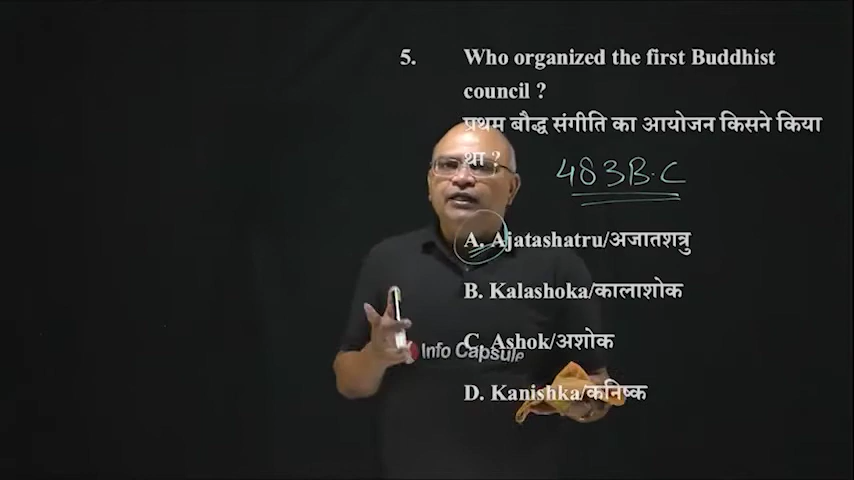 5. Who organized the first Buddhist
council ?
प्रथम बौद्ध संगीति का आयोजन किसने किया
था ?
483 B.C
A. Ajatashatru/अजातशत्रु
B. Kalashoka/कालाशोक
C. Ashok/अशोक
Info Capsule
D. Kanishka/कनिष्क